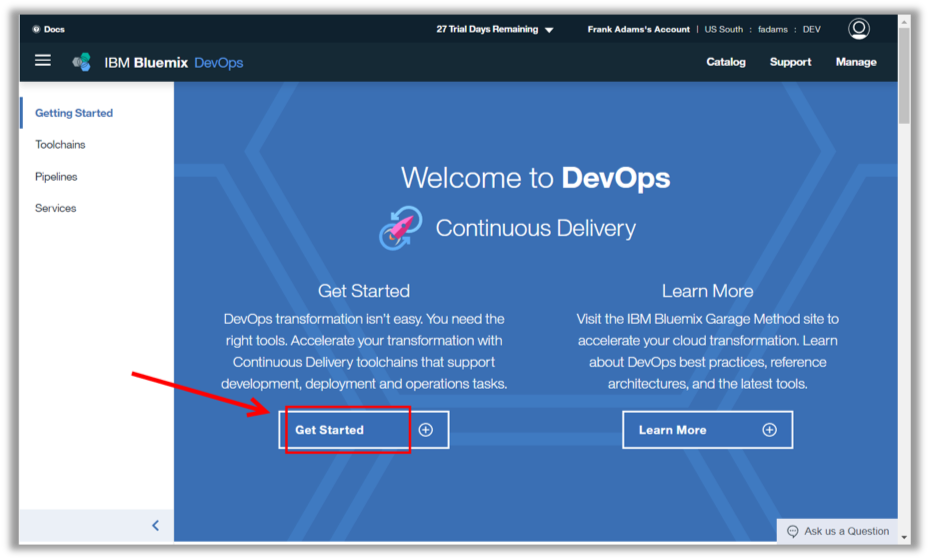 Docs
27 Trial Days Remaining
Frank Adams's Account | US South : fadams : DEV
IBM Bluemix DevOps
Catalog
Support
Manage
Getting Started
Toolchains
Pipelines
Services
Welcome to DevOps
Continuous Delivery
Get Started
DevOps transformation isn't easy. You need the
right tools. Accelerate your transformation with
Continuous Delivery toolchains that support
development, deployment and operations tasks.
Get Started
Learn More
Visit the IBM Bluemix Garage Method site to
accelerate your cloud transformation. Learn
about DevOps best practices, reference
architectures, and the latest tools.
Learn More
Ask us a Question